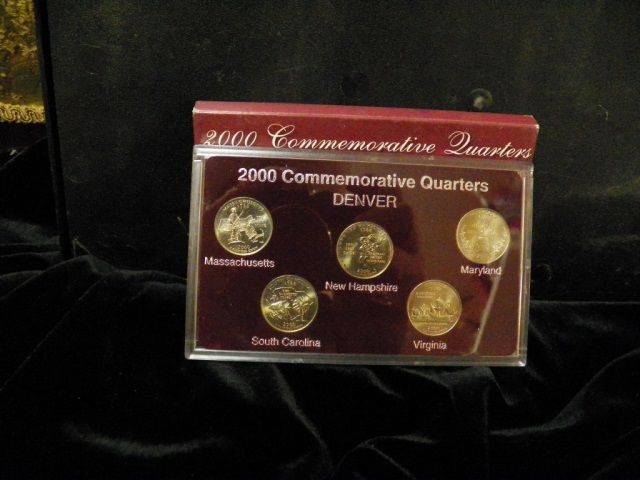 2000 Commemorative Quarters
2000 Commemorative Quarters
DENVER
Massachusetts
New Hampshire
Maryland
South Carolina
Virginia